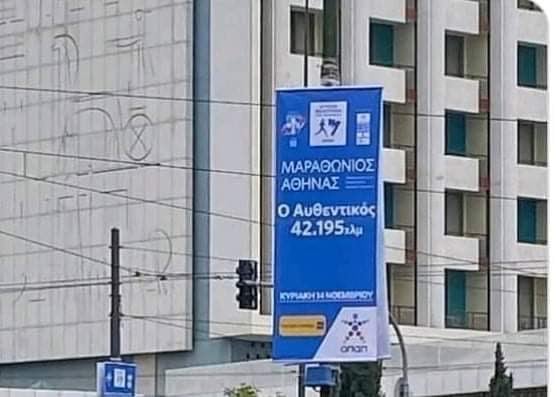 ΜΑΡΑΘΩΝΙΟΣ
ΑΘΗΝΑΣ
Ο Αυθεντικός
42.195χλμ
ΚΥΡΙΑΚΗ 14 ΝΟΕΜΒΡΙΟΥ
οπαπ